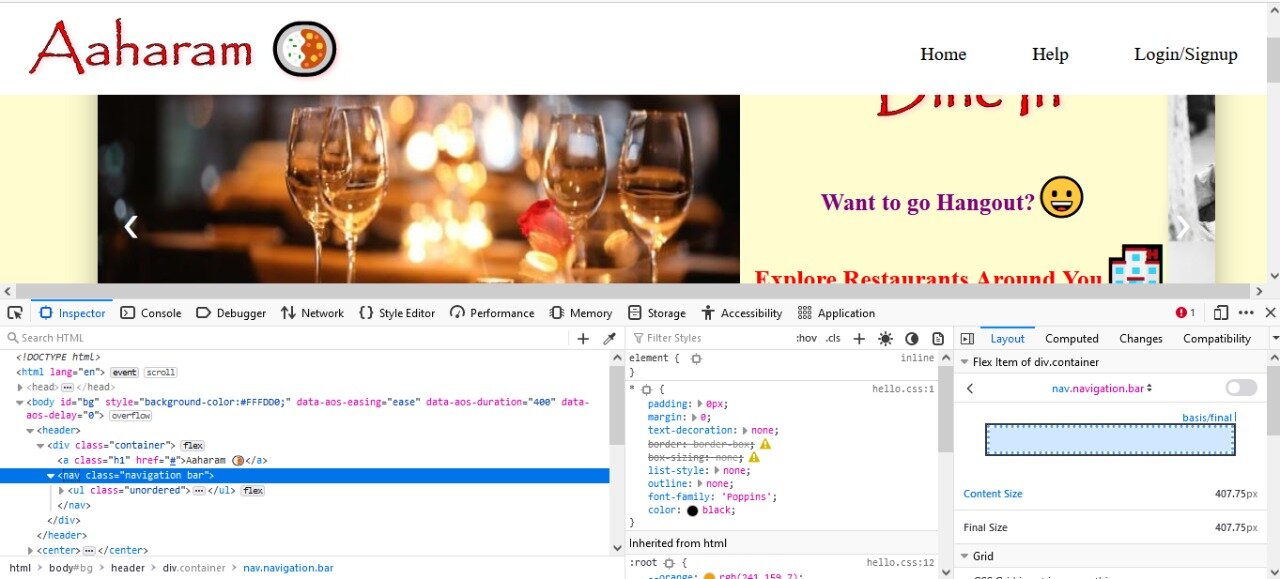 Aaharam
Home Help Login/Signup
Dine In
Want to go Hangout?
Explore Restaurants Around You
Inspector Console Debugger Network Style Editor Performance Memory Storage Accessibility Application 1
Search HTML
<!DOCTYPE html>
<html lang="en"> event scroll
<head> </head>
<body id="bg" style="background-color:#FFFDD0;" data-aos-easing="ease" data-aos-duration="400" data-
aos-delay="0"> overflow
<header>
<div class="container"> flex
<a class="h1" href="#">Aaharam </a>
<nav class="navigation bar">
<ul class="unordered"> </ul> flex
</nav>
</div>
</header>
<center> </center>
html body#bg header div.container nav.navigation.bar
Filter Styles :hov .cls
element { inline
}
* { hello.css:1
padding: 0px;
margin: 0;
text-decoration: none;
border: border-box;
box-sizing: none;
list-style: none;
outline: none;
font-family: 'Poppins';
color: black;
}
Inherited from html
:root { hello.css:12
--orange: rgb(241,159,7);
Layout Computed Changes Compatibility
Flex Item of div.container
nav.navigation.bar
basis/final
Content Size 407.75px
Final Size 407.75px
Grid